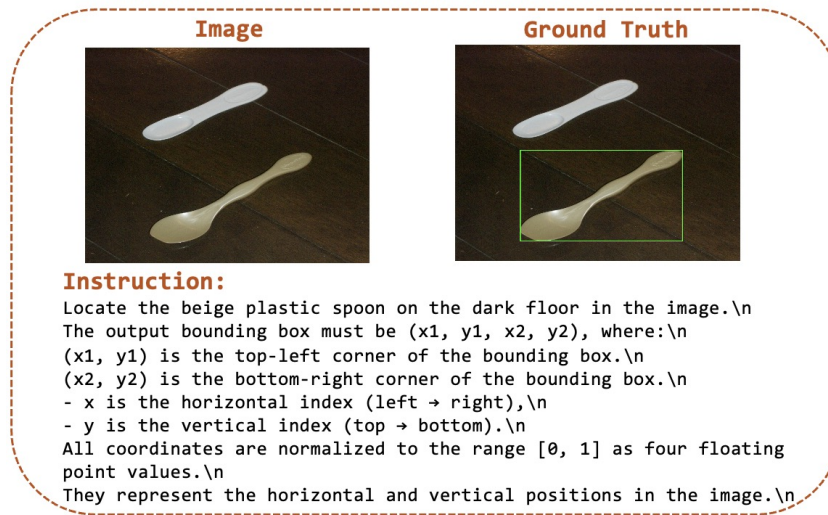 Image
Ground Truth
Instruction:
Locate the beige plastic spoon on the dark floor in the image.\n
The output bounding box must be (x1, y1, x2, y2), where:\n
(x1, y1) is the top-left corner of the bounding box.\n
(x2, y2) is the bottom-right corner of the bounding box.\n
- x is the horizontal index (left → right),\n
- y is the vertical index (top → bottom).\n
All coordinates are normalized to the range [0, 1] as four floating
point values.\n
They represent the horizontal and vertical positions in the image.\n